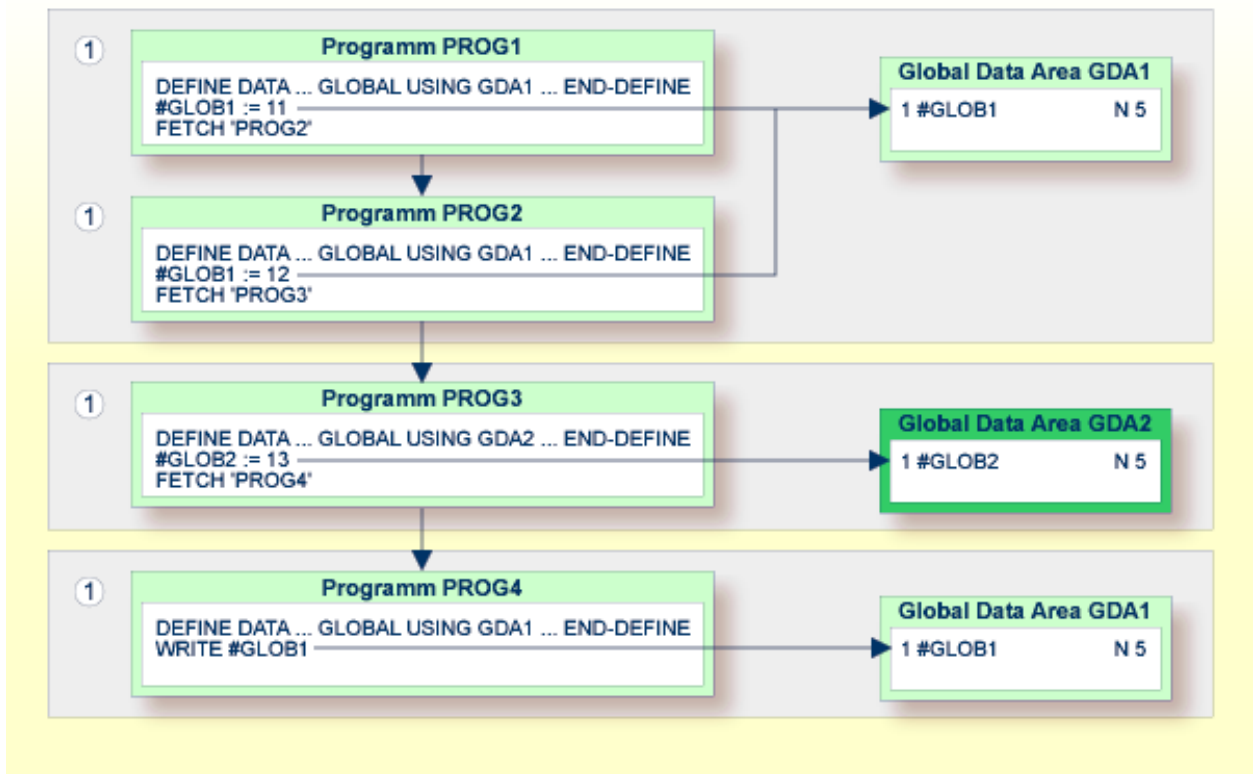 1
Programm PROG1
DEFINE DATA ... GLOBAL USING GDA1 ... END-DEFINE
#GLOB1 := 11
FETCH 'PROG2'
Global Data Area GDA1
1 #GLOB1 N 5
1
Programm PROG2
DEFINE DATA ... GLOBAL USING GDA1 ... END-DEFINE
#GLOB1 := 12
FETCH 'PROG3'
1
Programm PROG3
DEFINE DATA ... GLOBAL USING GDA2 ... END-DEFINE
#GLOB2 := 13
FETCH 'PROG4'
Global Data Area GDA2
1 #GLOB2 N 5
1
Programm PROG4
DEFINE DATA ... GLOBAL USING GDA1 ... END-DEFINE
WRITE #GLOB1
Global Data Area GDA1
1 #GLOB1 N 5